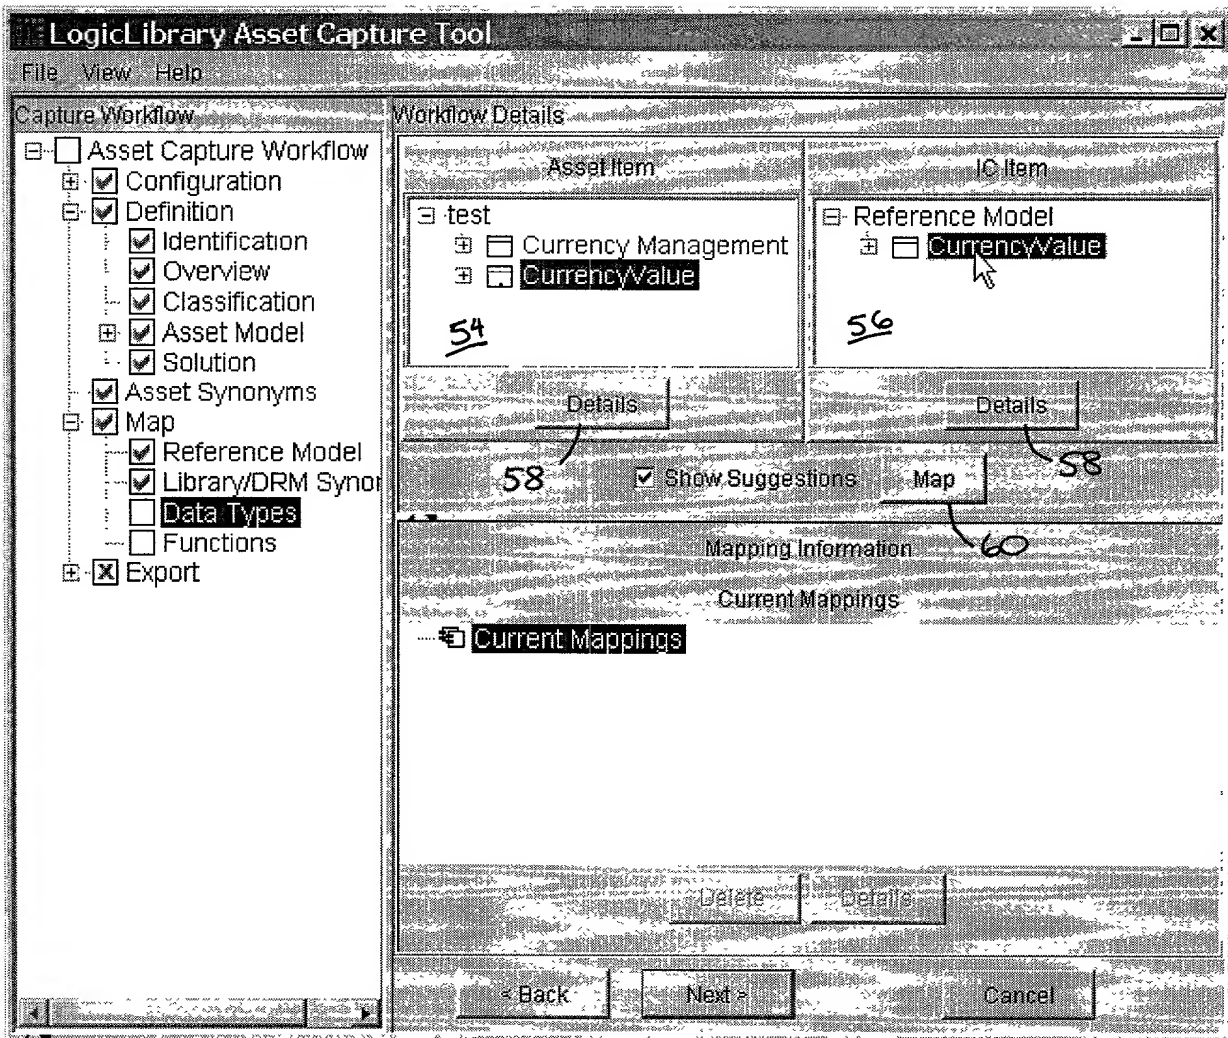 LogicLibrary Asset Capture Tool
File View Help
Capture Workflow
Asset Capture Workflow
Configuration
Definition
Identification
Overview
Classification
Asset Model
Solution
Asset Synonyms
Map
Reference Model
Library/DRM Synor
Data Types
Functions
Export
Workflow Details
Asset Item
test
Currency Management
CurrencyValue
54
Details
IC Item
Reference Model
CurrencyValue
56
Details
58
Show Suggestions
Map
58
60
Mapping Information
Current Mappings
Current Mappings
Delete
Details
< Back
Next >
Cancel